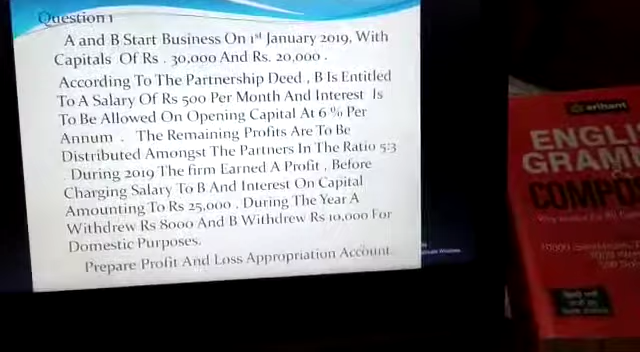 Question 1
A and B Start Business On 1st January 2019, With
Capitals Of Rs . 30,000 And Rs. 20,000 .
According To The Partnership Deed , B Is Entitled
To A Salary Of Rs 500 Per Month And Interest Is
To Be Allowed On Opening Capital At 6 % Per
Annum . The Remaining Profits Are To Be
Distributed Amongst The Partners In The Ratio 5:3
. During 2019 The firm Earned A Profit , Before
Charging Salary To B And Interest On Capital
Amounting To Rs 25,000 . During The Year A
Withdrew Rs 8000 And B Withdrew Rs 10,000 For
Domestic Purposes.
Prepare Profit And Loss Appropriation Account
Windows
arihant
ENGLI
GRAMM
COMPO